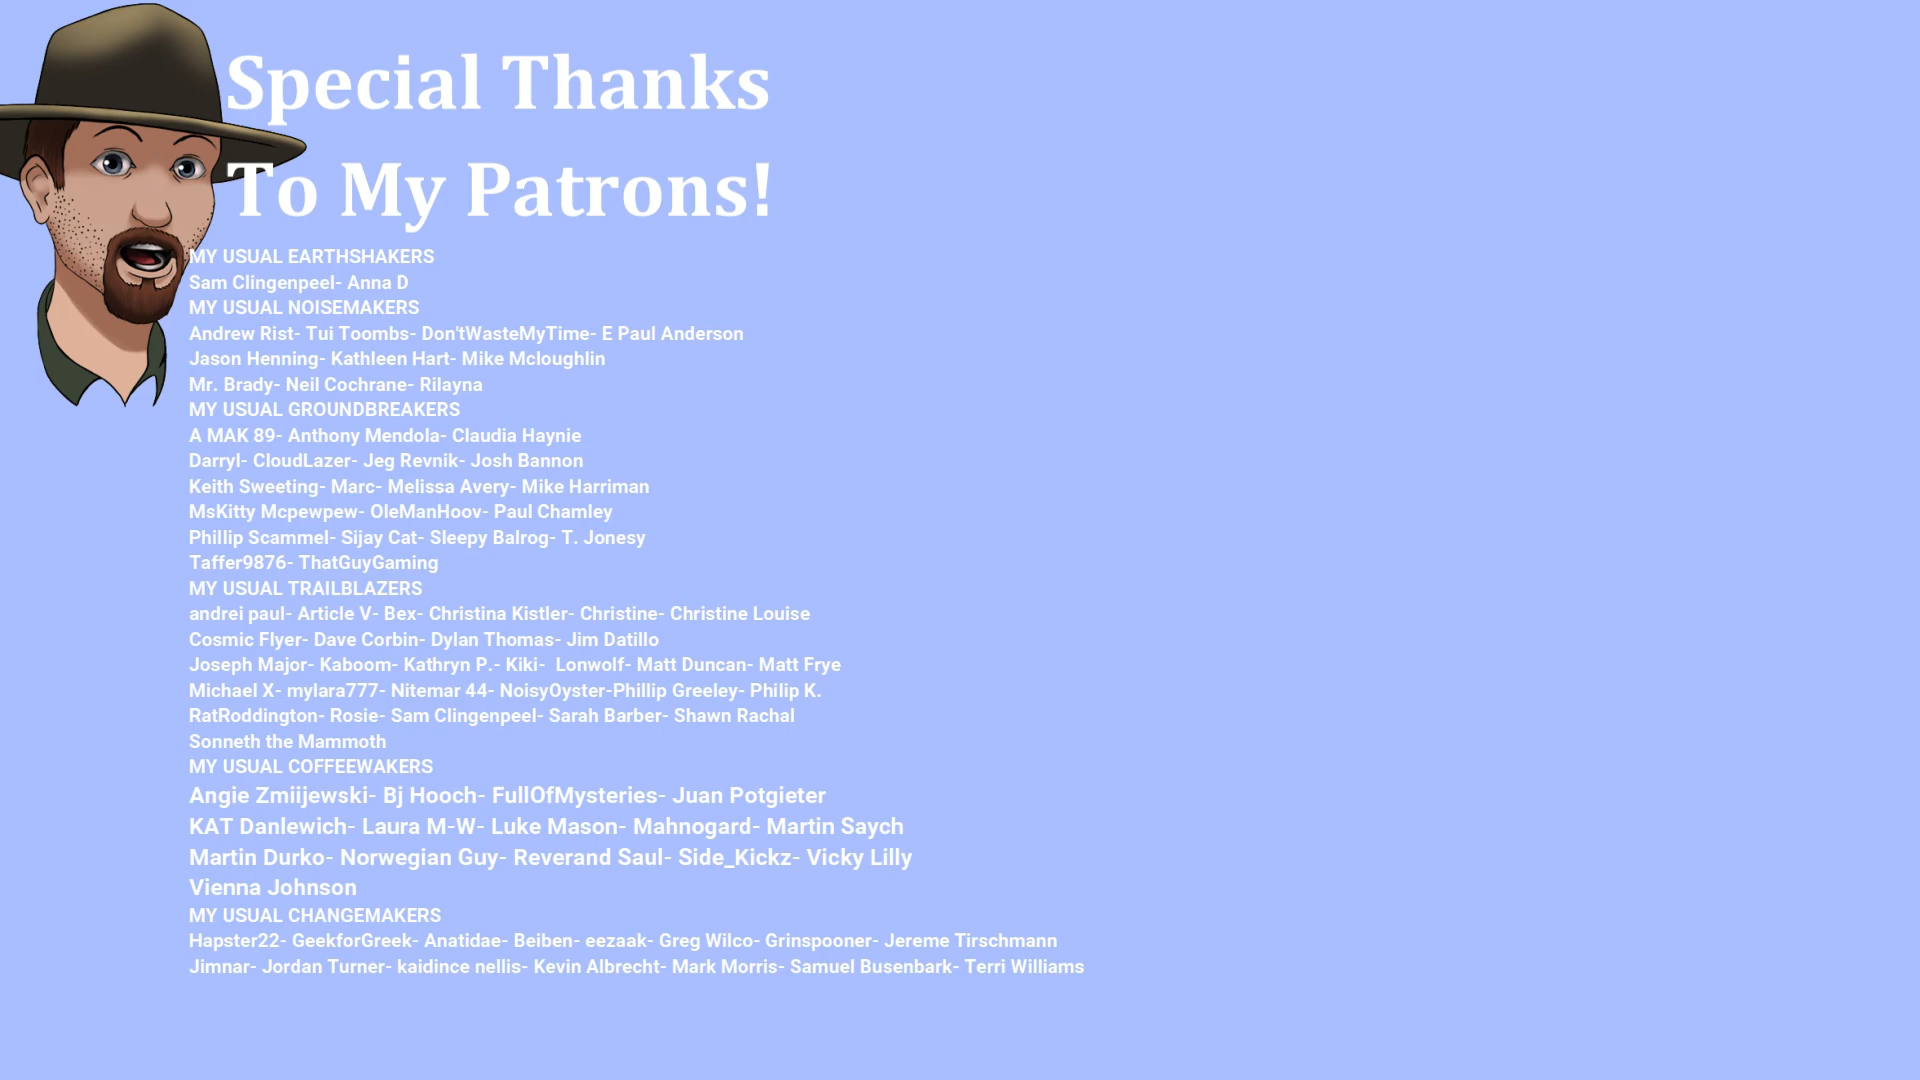 Special Thanks
To My Patrons!
MY USUAL EARTHSHAKERS
Sam Clingenpeel- Anna D
MY USUAL NOISEMAKERS
Andrew Rist- Tui Toombs- Don'tWasteMyTime- E Paul Anderson
Jason Henning- Kathleen Hart- Mike Mcloughlin
Mr. Brady- Neil Cochrane- Rilayna
MY USUAL GROUNDBREAKERS
A MAK 89- Anthony Mendola- Claudia Haynie
Darryl- CloudLazer- Jeg Revnik- Josh Bannon
Keith Sweeting- Marc- Melissa Avery- Mike Harriman
MsKitty Mcpewpew- OleManHoov- Paul Chamley
Phillip Scammel- Sijay Cat- Sleepy Balrog- T. Jonesy
Taffer9876- ThatGuyGaming
MY USUAL TRAILBLAZERS
andrei paul- Article V- Bex- Christina Kistler- Christine- Christine Louise
Cosmic Flyer- Dave Corbin- Dylan Thomas- Jim Datillo
Joseph Major- Kaboom- Kathryn P.- Kiki-  Lonwolf- Matt Duncan- Matt Frye
Michael X- mylara777- Nitemar 44- NoisyOyster-Phillip Greeley- Philip K.
RatRoddington- Rosie- Sam Clingenpeel- Sarah Barber- Shawn Rachal
Sonneth the Mammoth
MY USUAL COFFEEWAKERS
Angie Zmiijewski- Bj Hooch- FullOfMysteries- Juan Potgieter
KAT Danlewich- Laura M-W- Luke Mason- Mahnogard- Martin Saych
Martin Durko- Norwegian Guy- Reverand Saul- Side_Kickz- Vicky Lilly
Vienna Johnson
MY USUAL CHANGEMAKERS
Hapster22- GeekforGreek- Anatidae- Beiben- eezaak- Greg Wilco- Grinspooner- Jereme Tirschmann
Jimnar- Jordan Turner- kaidince nellis- Kevin Albrecht- Mark Morris- Samuel Busenbark- Terri Williams